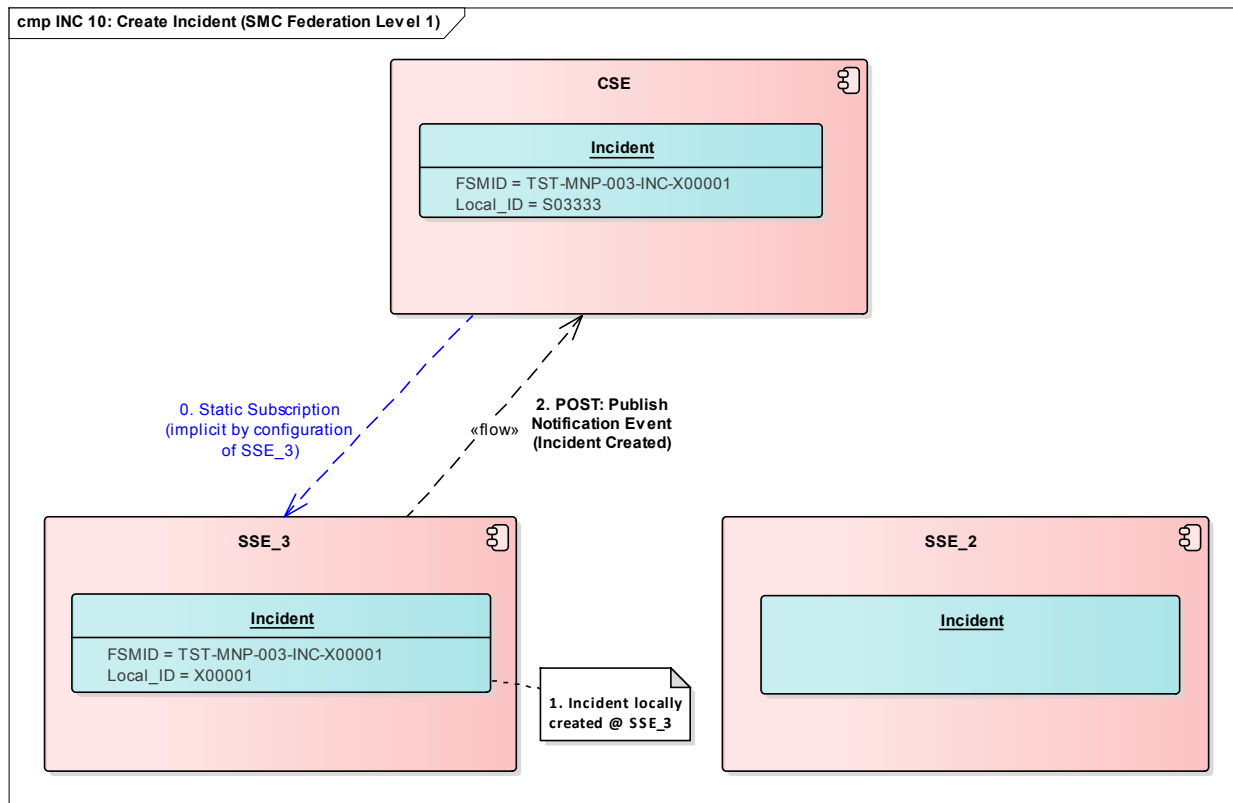 cmp INC 10: Create Incident (SMC Federation Level 1)
CSE
Incident
FSMID = TST-MNP-003-INC-X00001
Local_ID = S03333
0. Static Subscription
(implicit by configuration
of SSE_3)
«flow»
2. POST: Publish
Notification Event
(Incident Created)
SSE_3
Incident
FSMID = TST-MNP-003-INC-X00001
Local_ID = X00001
1. Incident locally
created @ SSE_3
SSE_2
Incident